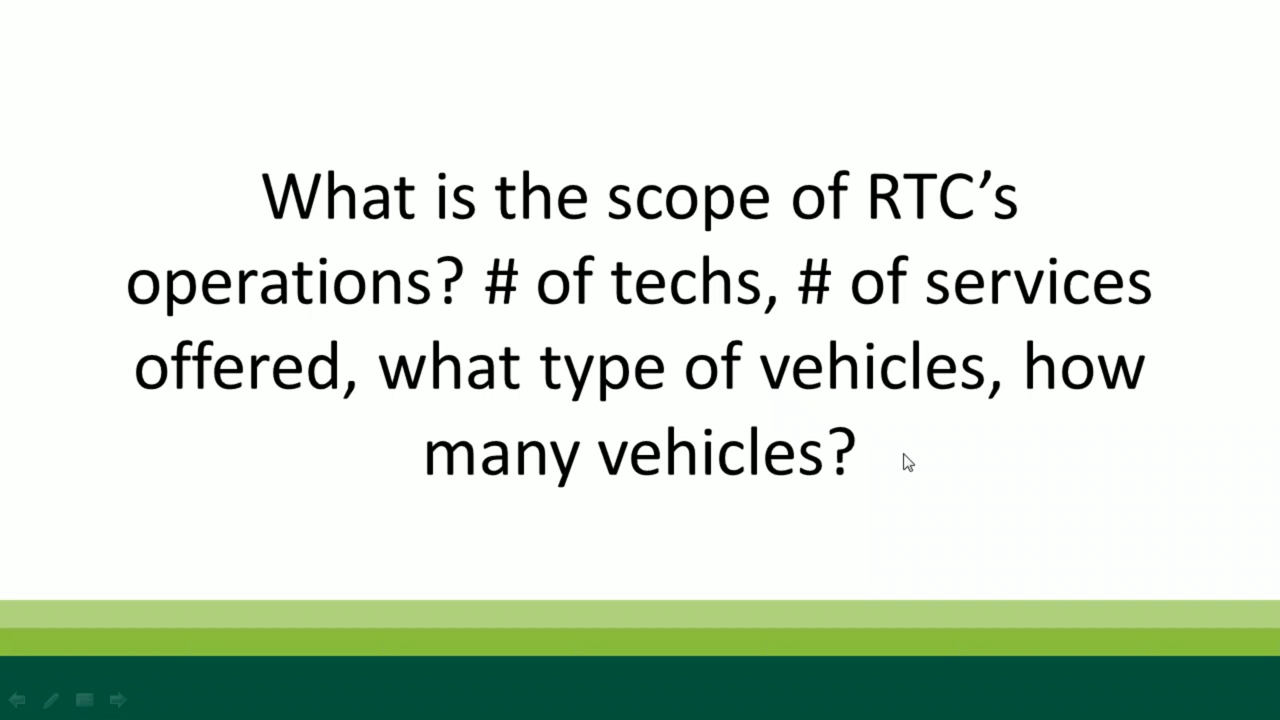 What is the scope of RTC’s
operations? # of techs, # of services
offered, what type of vehicles, how
many vehicles?